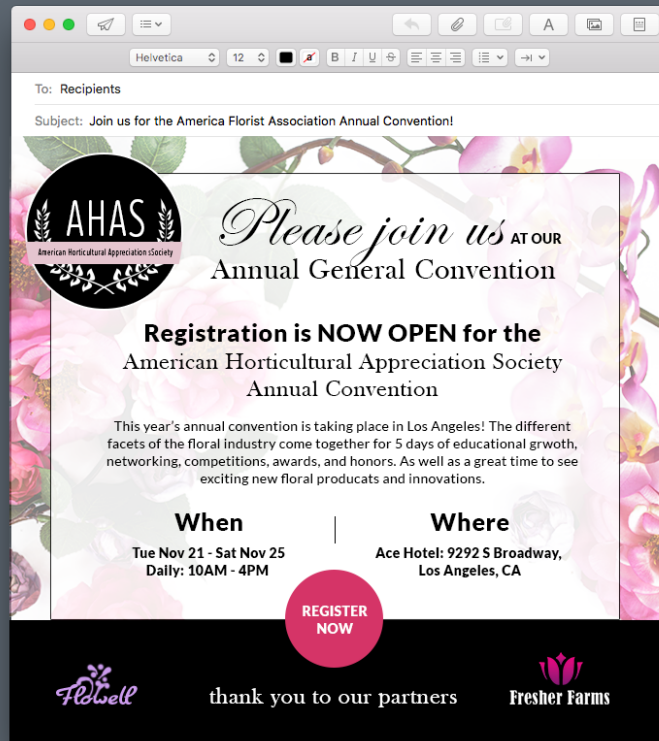 Helvetica 12 a B I U S A
To: Recipients
Subject: Join us for the America Florist Association Annual Convention!
AHAS
American Horticultural Appreciation sSociety
Please join us AT OUR
Annual General Convention
Registration is NOW OPEN for the
American Horticultural Appreciation Society
Annual Convention
This year's annual convention is taking place in Los Angeles! The different
facets of the floral industry come together for 5 days of educational grwoth,
networking, competitions, awards, and honors. As well as a great time to see
exciting new floral producats and innovations.
When
Tue Nov 21 - Sat Nov 25
Daily: 10AM - 4PM
Where
Ace Hotel: 9292 S Broadway,
Los Angeles, CA
REGISTER
NOW
Flowell
thank you to our partners
Fresher Farms